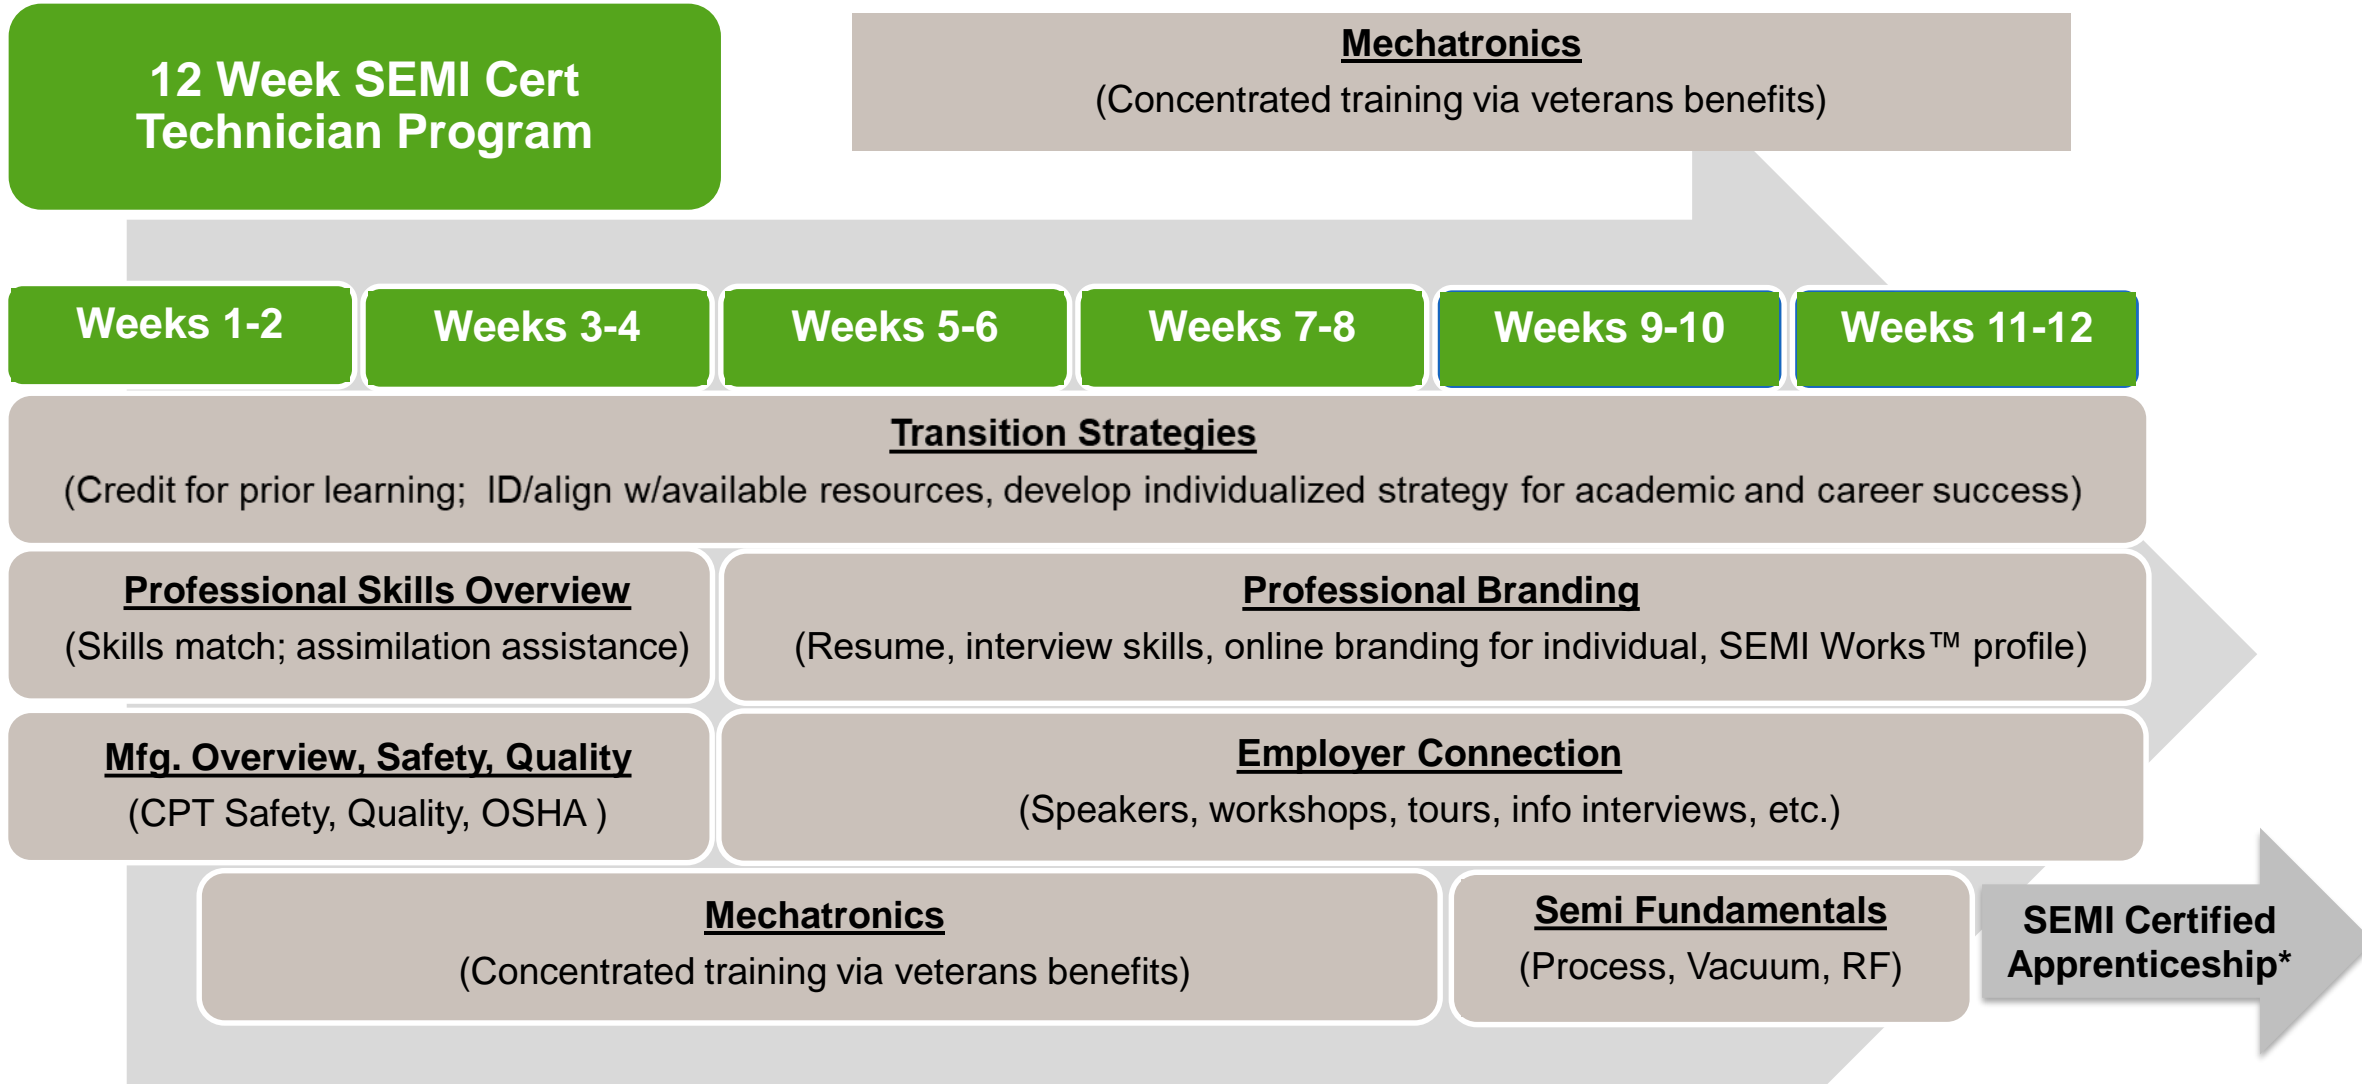 12 Week SEMI Cert
Technician Program
Mechatronics
(Concentrated training via veterans benefits)
Weeks 1-2
Weeks 3-4
Weeks 5-6
Weeks 7-8
Weeks 9-10
Weeks 11-12
Transition Strategies
(Credit for prior learning; ID/align w/available resources, develop individualized strategy for academic and career success)
Professional Skills Overview
(Skills match; assimilation assistance)
Professional Branding
(Resume, interview skills, online branding for individual, SEMI Works™ profile)
Mfg. Overview, Safety, Quality
(CPT Safety, Quality, OSHA )
Employer Connection
(Speakers, workshops, tours, info interviews, etc.)
Mechatronics
(Concentrated training via veterans benefits)
Semi Fundamentals
(Process, Vacuum, RF)
SEMI Certified
Apprenticeship*